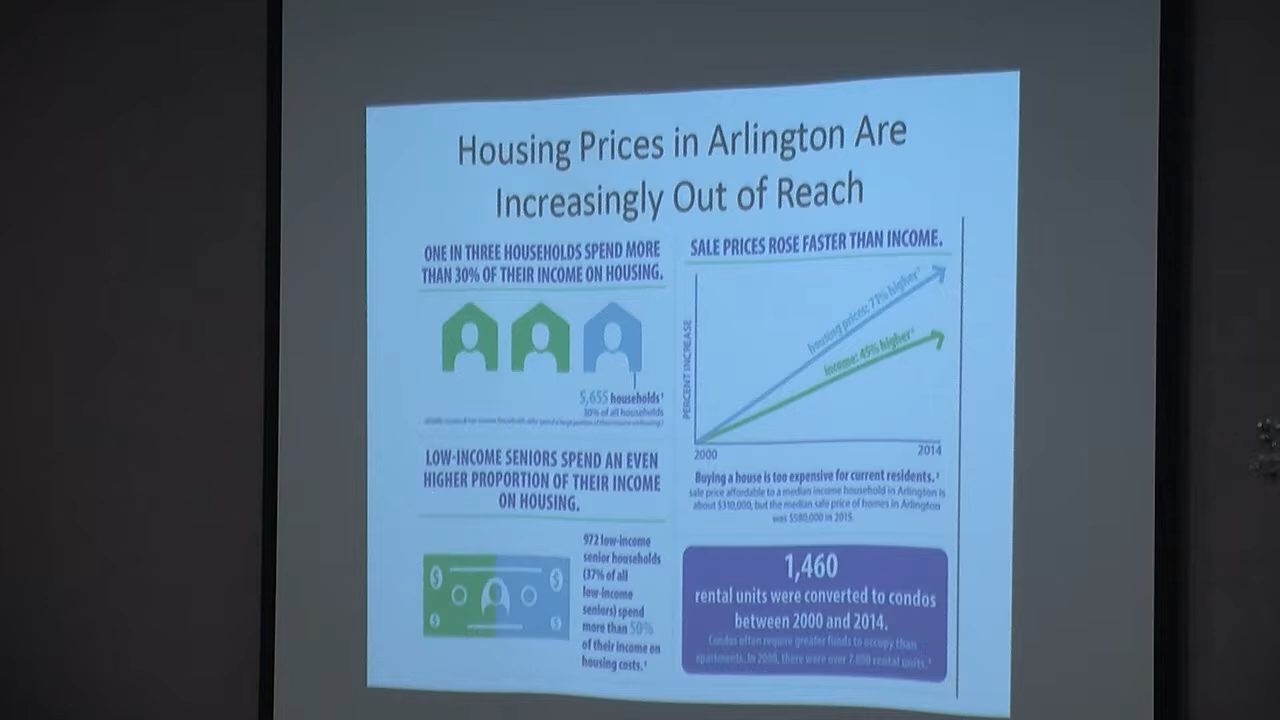 Housing Prices in Arlington Are
Increasingly Out of Reach
ONE IN THREE HOUSEHOLDS SPEND MORE
THAN 30% OF THEIR INCOME ON HOUSING.
5,655 households¹
30% of all households
LOW-INCOME SENIORS SPEND AN EVEN
HIGHER PROPORTION OF THEIR INCOME
ON HOUSING.
$ $
$ $
972 low-income
senior households
(37% of all
low-income
seniors) spend
more than 50%
of their income on
housing costs.¹
SALE PRICES ROSE FASTER THAN INCOME.
PERCENT INCREASE
housing prices: 71% higher
income: 45% higher
2000 2014
Buying a house is too expensive for current residents.
sale price affordable to a median income household in Arlington is
about $310,000, but the median sale price of homes in Arlington
was $580,000 in 2015.
1,460
rental units were converted to condos
between 2000 and 2014.
Condos often require greater funds to occupy than
apartments. In 2000, there were over 7,800 rental units.